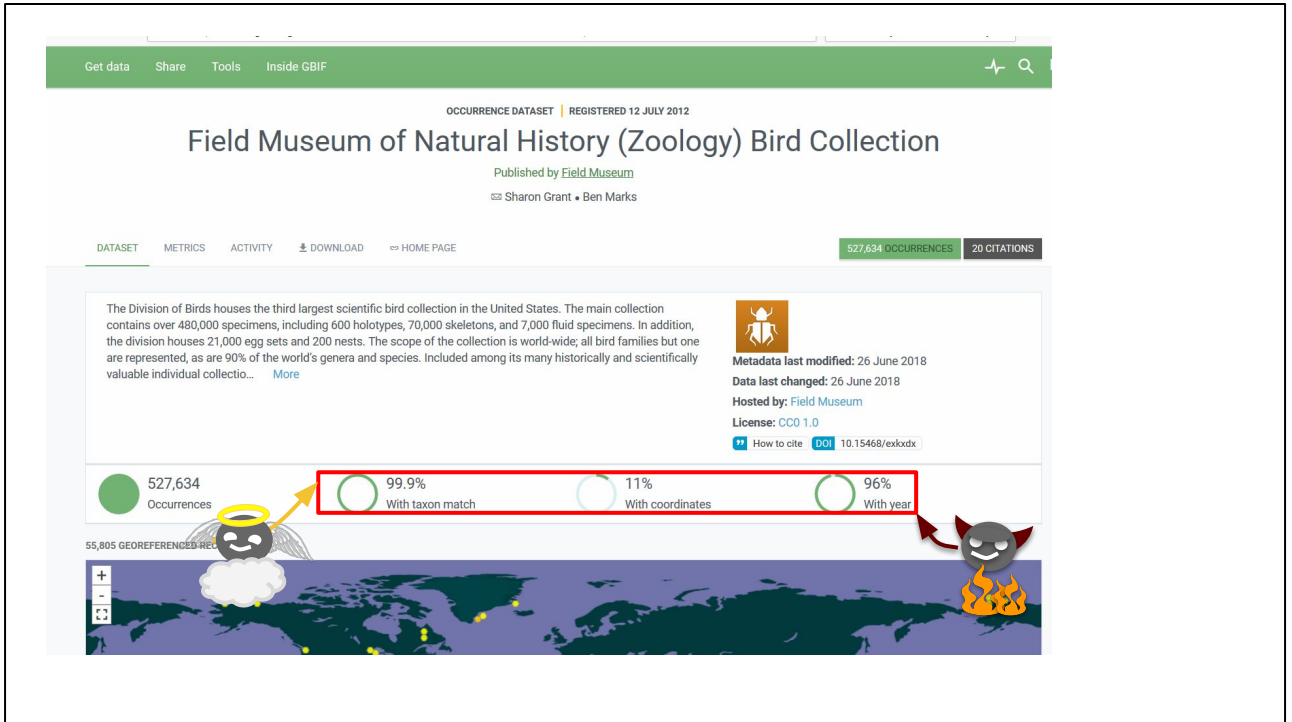 Get data Share Tools Inside GBIF
OCCURRENCE DATASET | REGISTERED 12 JULY 2012
Field Museum of Natural History (Zoology) Bird Collection
Published by Field Museum
Sharon Grant • Ben Marks
DATASET METRICS ACTIVITY DOWNLOAD HOME PAGE 527,634 OCCURRENCES 20 CITATIONS
The Division of Birds houses the third largest scientific bird collection in the United States. The main collection
contains over 480,000 specimens, including 600 holotypes, 70,000 skeletons, and 7,000 fluid specimens. In addition,
the division houses 21,000 egg sets and 200 nests. The scope of the collection is world-wide; all bird families but one
are represented, as are 90% of the world's genera and species. Included among its many historically and scientifically
valuable individual collectio... More
Metadata last modified: 26 June 2018
Data last changed: 26 June 2018
Hosted by: Field Museum
License: CC0 1.0
How to cite DOI 10.15468/exkxdx
527,634
Occurrences
99.9%
With taxon match
11%
With coordinates
96%
With year
55,805 GEOREFERENCED
+
-